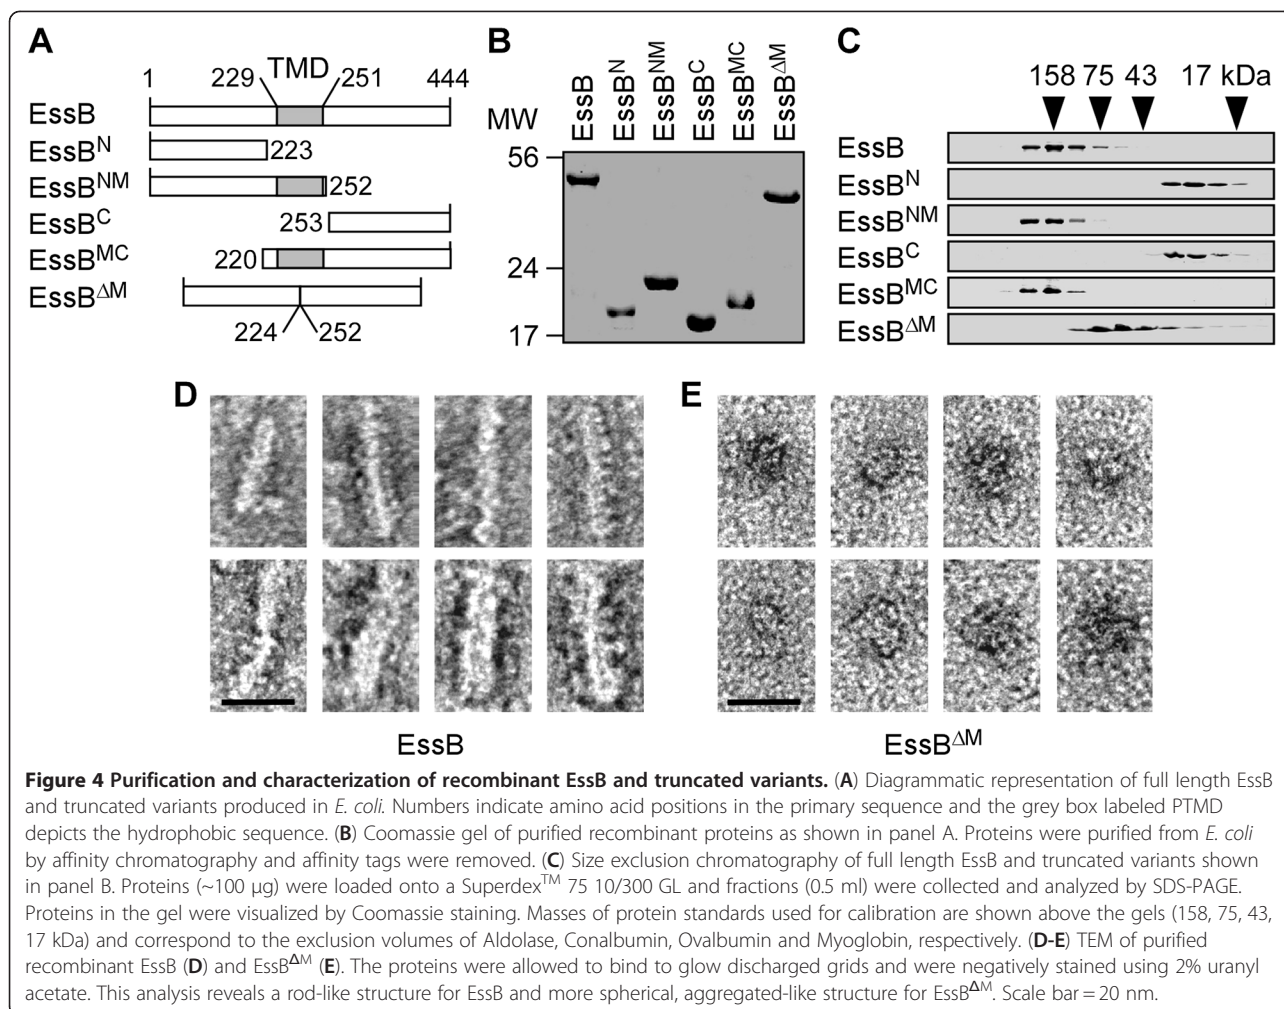 A
TMD
1 229 251 444
EssB
EssB^N 223
EssB^NM 252
EssB^C 253
EssB^MC 220
EssB^ΔM
224 252
B
EssB
EssB^N
EssB^NM
EssB^C
EssB^MC
EssB^ΔM
MW
56
24
17
C
158 75 43 17 kDa
EssB
EssB^N
EssB^NM
EssB^C
EssB^MC
EssB^ΔM
D
EssB
E
EssB^ΔM
Figure 4 Purification and characterization of recombinant EssB and truncated variants. (A) Diagrammatic representation of full length EssB
and truncated variants produced in E. coli. Numbers indicate amino acid positions in the primary sequence and the grey box labeled PTMD
depicts the hydrophobic sequence. (B) Coomassie gel of purified recombinant proteins as shown in panel A. Proteins were purified from E. coli
by affinity chromatography and affinity tags were removed. (C) Size exclusion chromatography of full length EssB and truncated variants shown
in panel B. Proteins (~100 μg) were loaded onto a Superdex™ 75 10/300 GL and fractions (0.5 ml) were collected and analyzed by SDS-PAGE.
Proteins in the gel were visualized by Coomassie staining. Masses of protein standards used for calibration are shown above the gels (158, 75, 43,
17 kDa) and correspond to the exclusion volumes of Aldolase, Conalbumin, Ovalbumin and Myoglobin, respectively. (D-E) TEM of purified
recombinant EssB (D) and EssB^ΔM (E). The proteins were allowed to bind to glow discharged grids and were negatively stained using 2% uranyl
acetate. This analysis reveals a rod-like structure for EssB and more spherical, aggregated-like structure for EssB^ΔM. Scale bar = 20 nm.